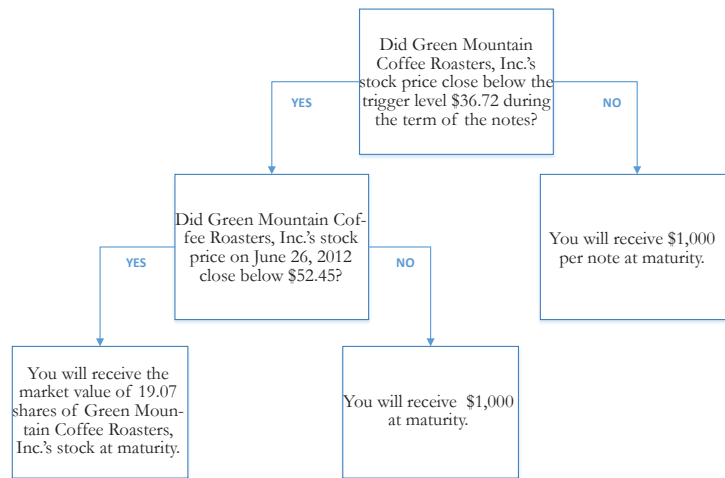 Did Green Mountain
Coffee Roasters, Inc.'s
stock price close below the
trigger level $36.72 during
the term of the notes?
YES
NO
Did Green Mountain Cof-
fee Roasters, Inc.'s stock
price on June 26, 2012
close below $52.45?
You will receive $1,000
per note at maturity.
YES
NO
You will receive the
market value of 19.07
shares of Green Moun-
tain Coffee Roasters,
Inc.'s stock at maturity.
You will receive $1,000
at maturity.